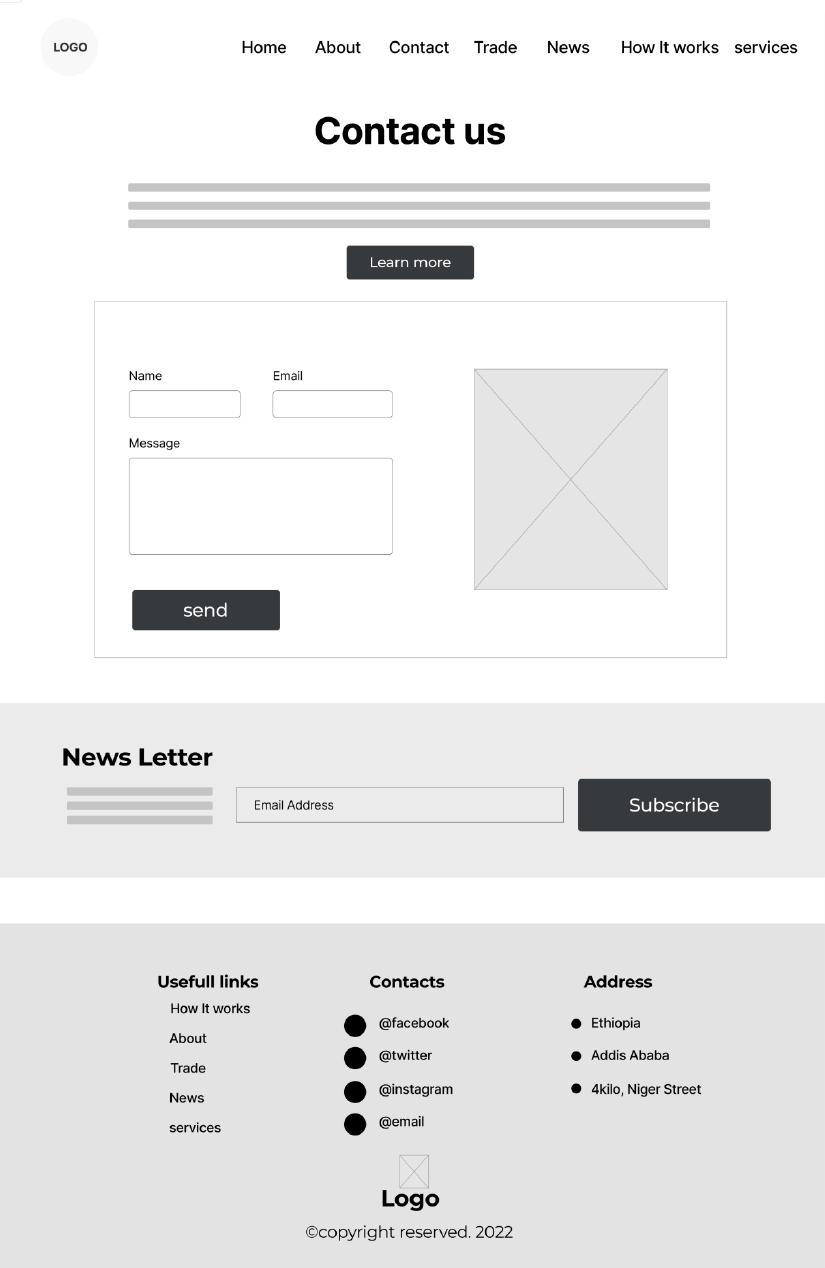 LOGO
Home About Contact Trade News How It works services
Contact us
Learn more
Name Email
Message
send
News Letter
Email Address
Subscribe
Usefull links
How It works
About
Trade
News
services
Contacts
@facebook
@twitter
@instagram
@email
Address
Ethiopia
Addis Ababa
4kilo, Niger Street
Logo
©copyright reserved. 2022